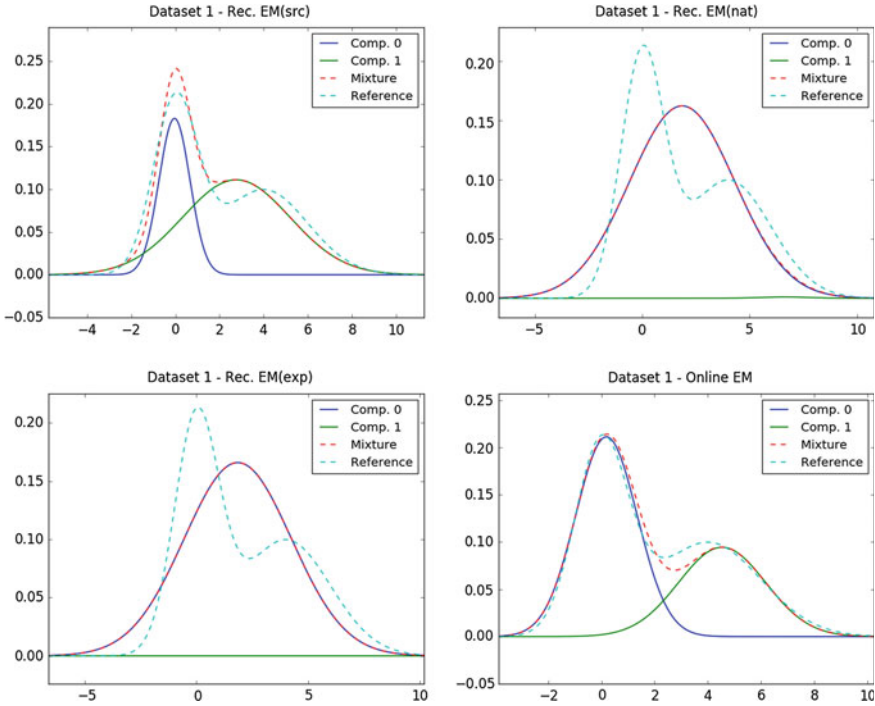 Dataset 1 - Rec. EM(src)
0.25
0.20
0.15
0.10
0.05
0.00
−0.05
−4 −2 0 2 4 6 8 10
Comp. 0
Comp. 1
Mixture
Reference
Dataset 1 - Rec. EM(nat)
0.20
0.15
0.10
0.05
0.00
−5 0 5 10
Comp. 0
Comp. 1
Mixture
Reference
Dataset 1 - Rec. EM(exp)
0.20
0.15
0.10
0.05
0.00
−5 0 5 10
Comp. 0
Comp. 1
Mixture
Reference
Dataset 1 - Online EM
0.25
0.20
0.15
0.10
0.05
0.00
−0.05
−2 0 2 4 6 8 10
Comp. 0
Comp. 1
Mixture
Reference